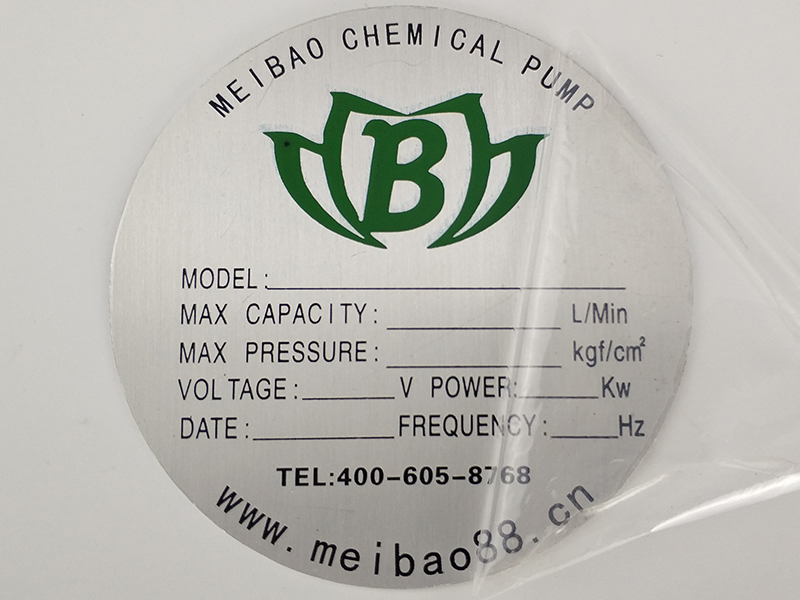 MEIBAO CHEMICAL PUMP
B
MODEL:
MAX CAPACITY: L/Min
MAX PRESSURE: kgf/cm²
VOLTAGE: V POWER: Kw
DATE: FREQUENCY: Hz
TEL:400-605-8768
www.meibao88.cn